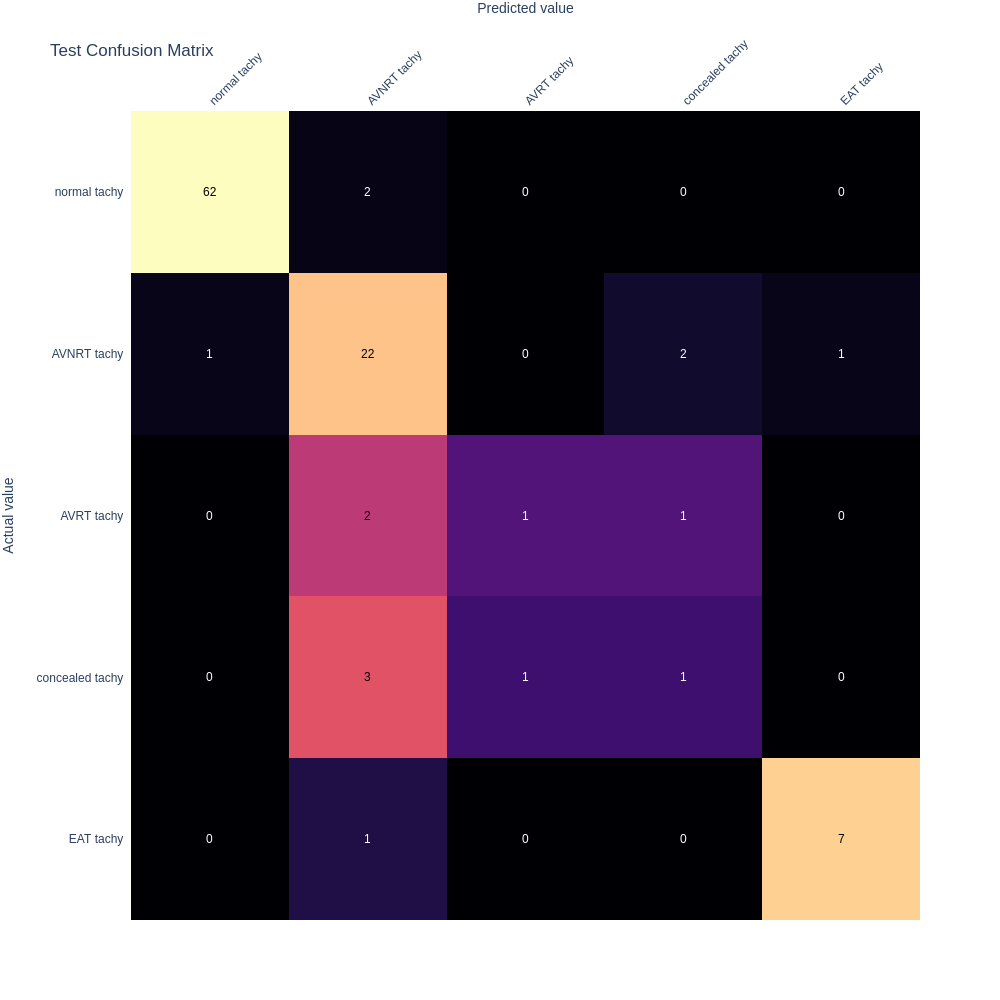 Predicted value
Test Confusion Matrix
normal tachy
AVNRT tachy
AVRT tachy
concealed tachy
EAT tachy
normal tachy 62 2 0 0 0
AVNRT tachy 1 22 0 2 1
AVRT tachy 0 2 1 1 0
concealed tachy 0 3 1 1 0
EAT tachy 0 1 0 0 7
Actual value